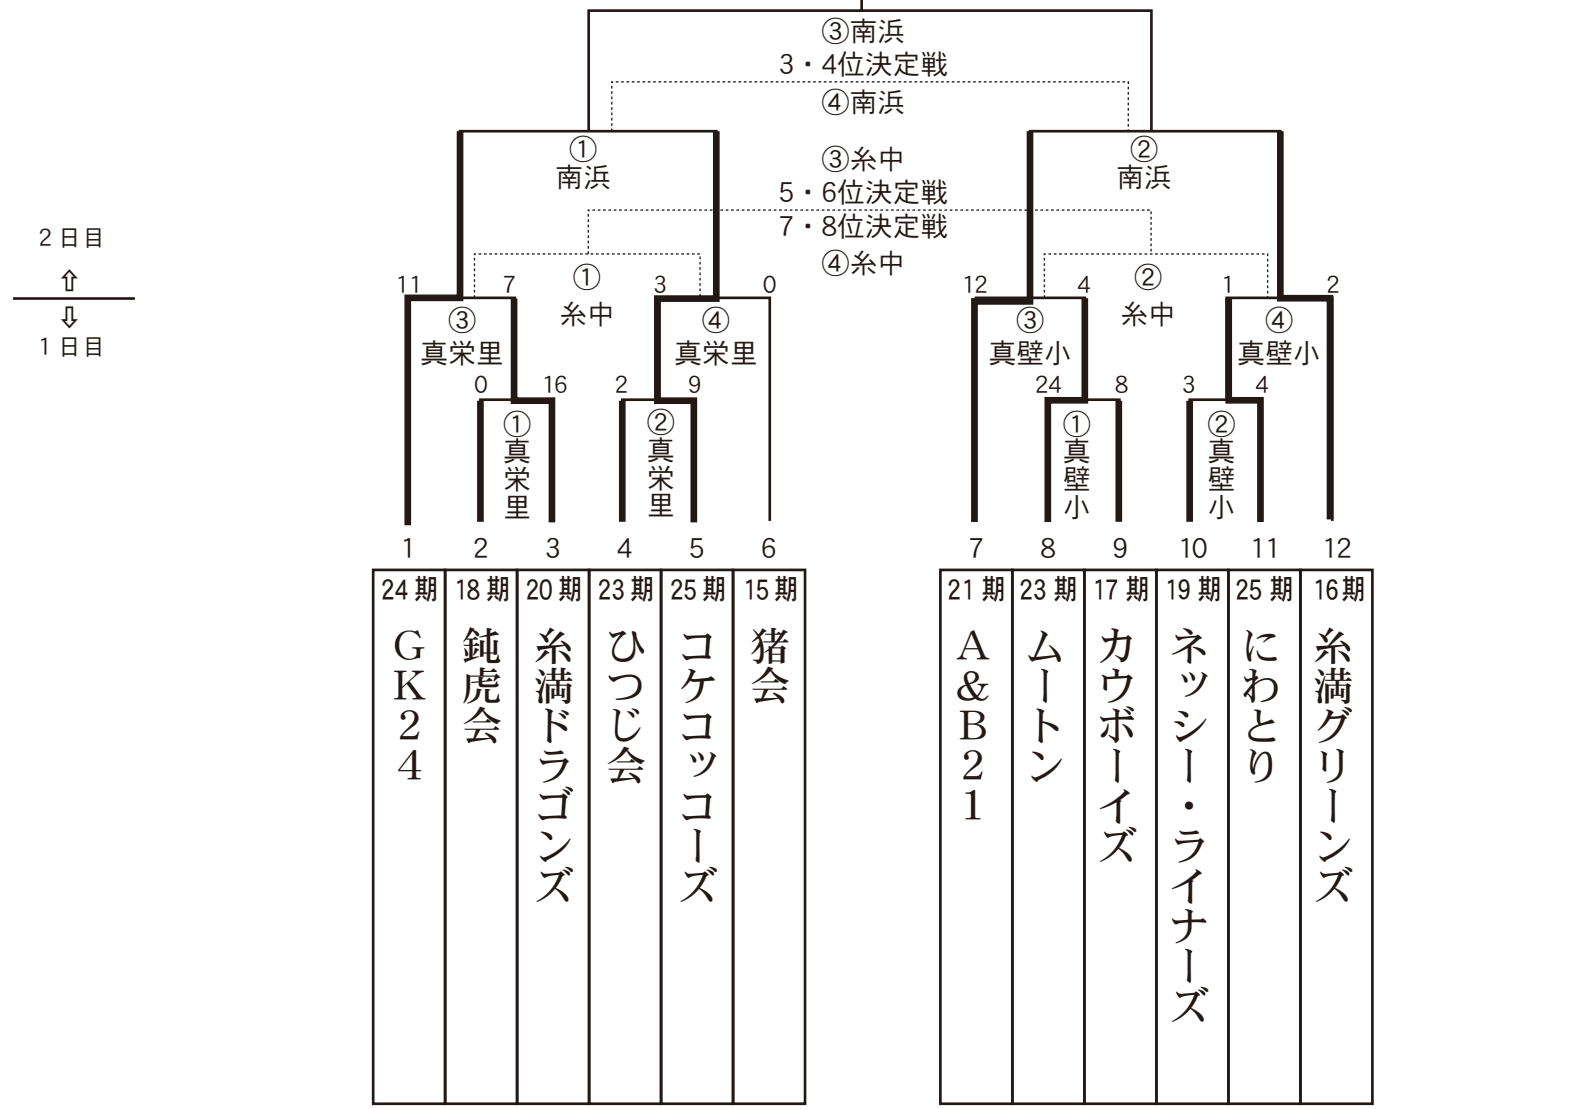 ③南浜
3・4位決定戦
④南浜
①
南浜
③糸中
5・6位決定戦
7・8位決定戦
④糸中
②
南浜
2日目
⇧
⇩
1日目
11 7 3 0 12 4 1 2
①
糸中
②
糸中
③
真栄里
④
真栄里
③
真壁小
④
真壁小
0 16 2 9 24 8 3 4
①
真栄里
②
真栄里
①
真壁小
②
真壁小
1 2 3 4 5 6 7 8 9 10 11 12
24期 18期 20期 23期 25期 15期 21期 23期 17期 19期 25期 16期
GK24
鈍虎会
糸満ドラゴンズ
ひつじ会
コケコッコーズ
猪会
A&B21
ムートン
カウボーイズ
ネッシー・ライナーズ
にわとり
糸満グリーンズ